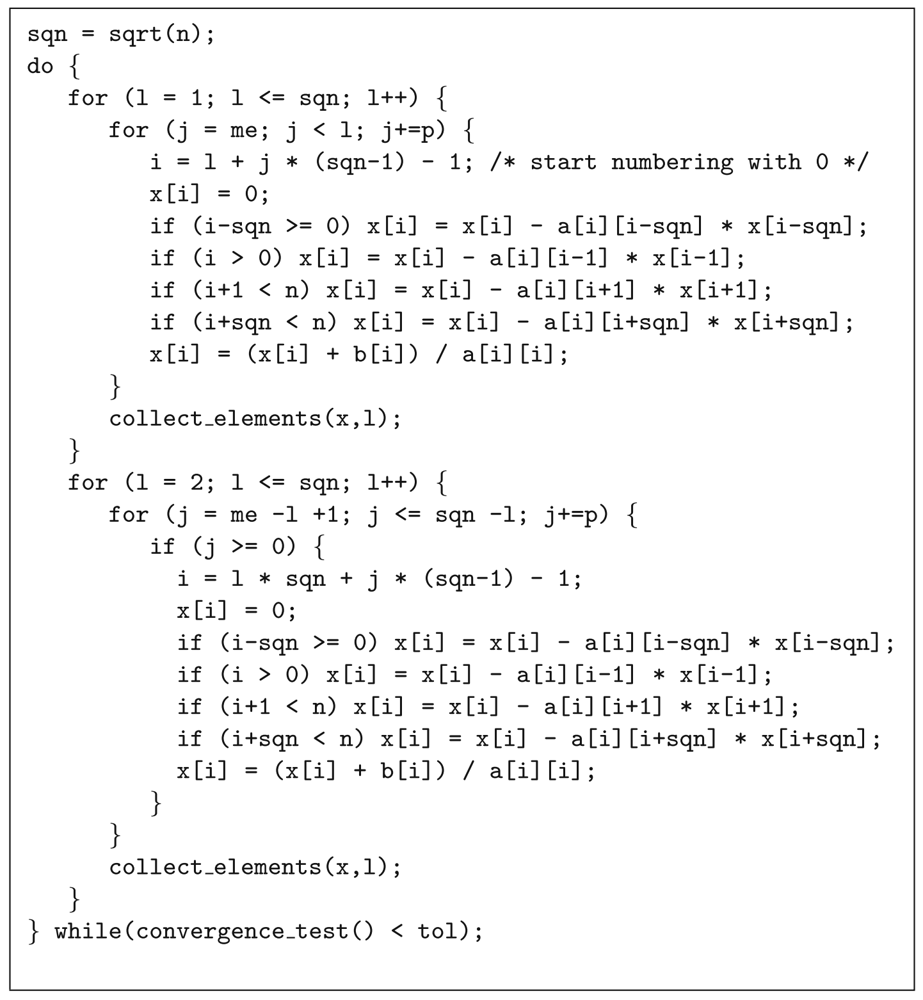 sqn = sqrt(n);
do {
for (l = 1; l <= sqn; l++) {
for (j = me; j < l; j+=p) {
i = l + j * (sqn-1) - 1; /* start numbering with 0 */
x[i] = 0;
if (i-sqn >= 0) x[i] = x[i] - a[i][i-sqn] * x[i-sqn];
if (i > 0) x[i] = x[i] - a[i][i-1] * x[i-1];
if (i+1 < n) x[i] = x[i] - a[i][i+1] * x[i+1];
if (i+sqn < n) x[i] = x[i] - a[i][i+sqn] * x[i+sqn];
x[i] = (x[i] + b[i]) / a[i][i];
}
collect_elements(x,l);
}
for (l = 2; l <= sqn; l++) {
for (j = me -l +1; j <= sqn -l; j+=p) {
if (j >= 0) {
i = l * sqn + j * (sqn-1) - 1;
x[i] = 0;
if (i-sqn >= 0) x[i] = x[i] - a[i][i-sqn] * x[i-sqn];
if (i > 0) x[i] = x[i] - a[i][i-1] * x[i-1];
if (i+1 < n) x[i] = x[i] - a[i][i+1] * x[i+1];
if (i+sqn < n) x[i] = x[i] - a[i][i+sqn] * x[i+sqn];
x[i] = (x[i] + b[i]) / a[i][i];
}
}
collect_elements(x,l);
}
} while(convergence_test() < tol);